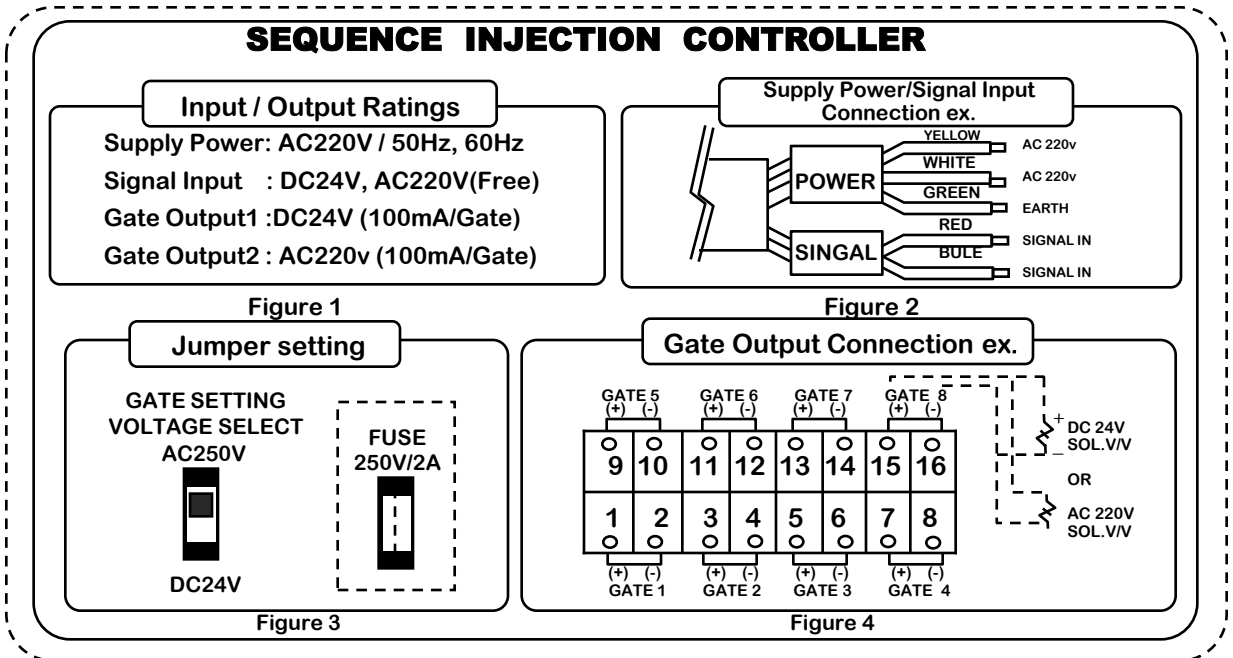 SEQUENCE INJECTION CONTROLLER
Input / Output Ratings
Supply Power: AC220V / 50Hz, 60Hz
Signal Input : DC24V, AC220V(Free)
Gate Output1 :DC24V (100mA/Gate)
Gate Output2 : AC220v (100mA/Gate)
Figure 1
Supply Power/Signal Input
Connection ex.
POWER
YELLOW AC 220v
WHITE AC 220v
GREEN EARTH
SINGAL
RED SIGNAL IN
BULE SIGNAL IN
Figure 2
Jumper setting
GATE SETTING
VOLTAGE SELECT
AC250V
DC24V
FUSE
250V/2A
Figure 3
Gate Output Connection ex.
GATE 5 GATE 6 GATE 7 GATE 8
(+) (-) (+) (-) (+) (-) (+) (-)
9 10 11 12 13 14 15 16
1 2 3 4 5 6 7 8
(+) (-) (+) (-) (+) (-) (+) (-)
GATE 1 GATE 2 GATE 3 GATE 4
+ DC 24V
– SOL.V/V
OR
AC 220V
SOL.V/V
Figure 4